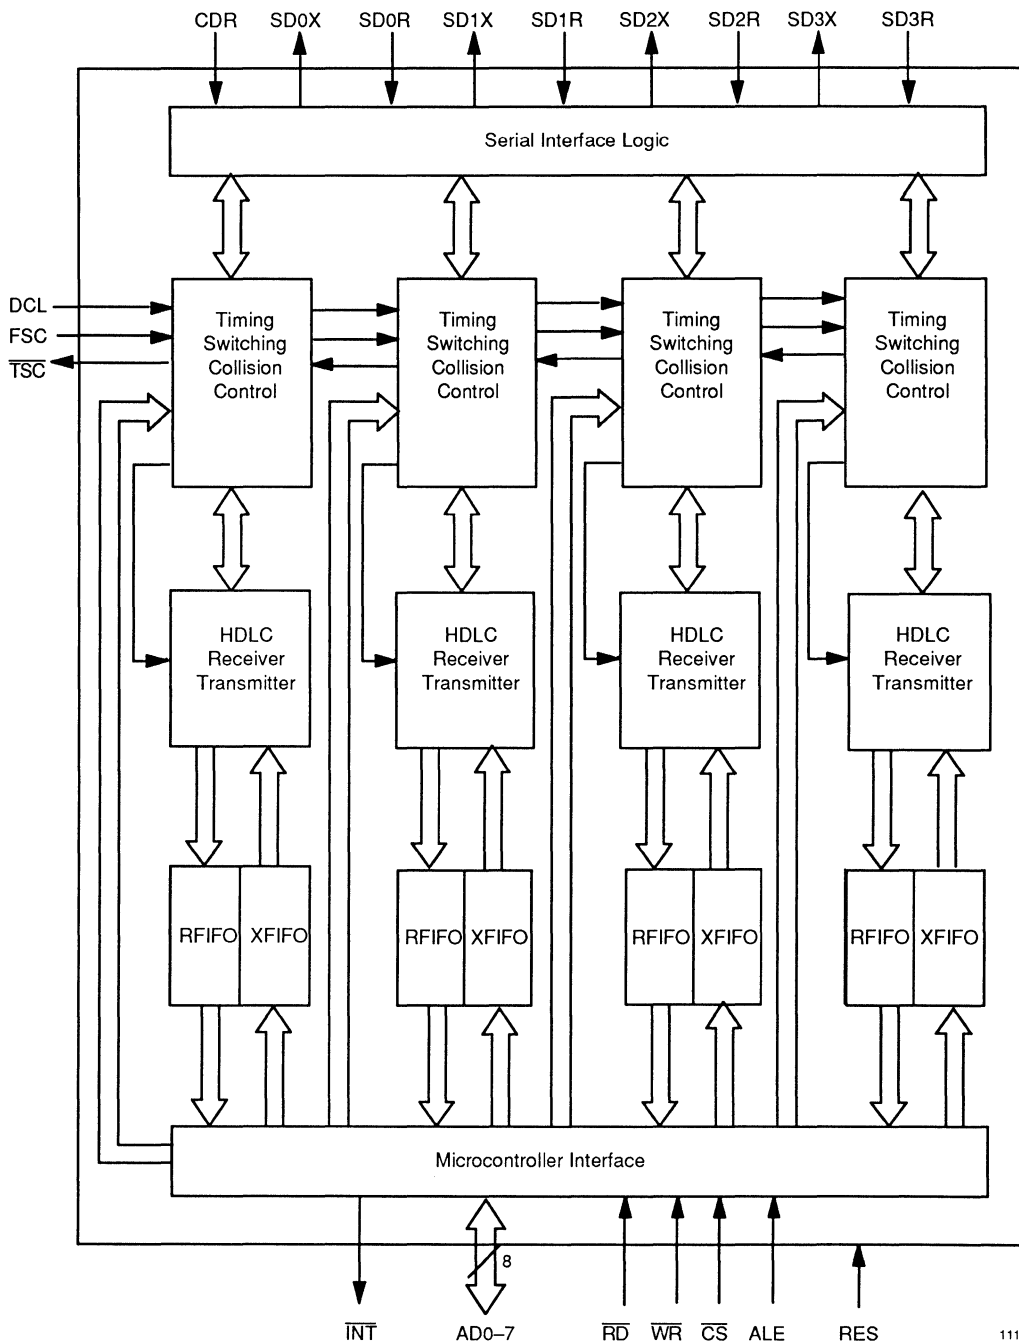 CDR SD0X SD0R SD1X SD1R SD2X SD2R SD3X SD3R
Serial Interface Logic
DCL
FSC
TSC
Timing
Switching
Collision
Control
Timing
Switching
Collision
Control
Timing
Switching
Collision
Control
Timing
Switching
Collision
Control
HDLC
Receiver
Transmitter
HDLC
Receiver
Transmitter
HDLC
Receiver
Transmitter
HDLC
Receiver
Transmitter
RFIFO XFIFO RFIFO XFIFO RFIFO XFIFO RFIFO XFIFO
Microcontroller Interface
8
INT AD0–7 RD WR CS ALE RES